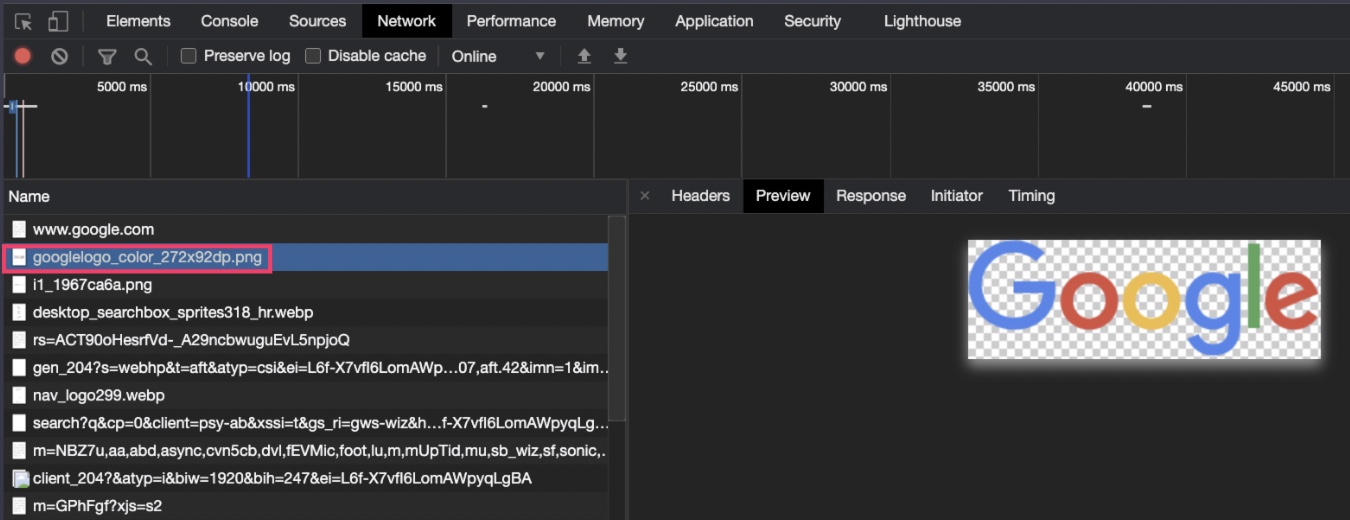 Elements Console Sources Network Performance Memory Application Security Lighthouse
Preserve log Disable cache Online
5000 ms 10000 ms 15000 ms 20000 ms 25000 ms 30000 ms 35000 ms 40000 ms 45000 ms
Name
Headers Preview Response Initiator Timing
www.google.com
googlelogo_color_272x92dp.png
i1_1967ca6a.png
desktop_searchbox_sprites318_hr.webp
rs=ACT90oHesrfVd-_A29ncbwuguEvL5npjoQ
gen_204?s=webhp&t=aft&atyp=csi&ei=L6f-X7vfI6LomAWp…07,aft.42&imn=1&im…
nav_logo299.webp
search?q&cp=0&client=psy-ab&xssi=t&gs_ri=gws-wiz&h…f-X7vfI6LomAWpyqLg…
m=NBZ7u,aa,abd,async,cvn5cb,dvl,fEVMic,foot,lu,m,mUpTid,mu,sb_wiz,sf,sonic,…
client_204?&atyp=i&biw=1920&bih=247&ei=L6f-X7vfI6LomAWpyqLgBA
m=GPhFgf?xjs=s2
Google